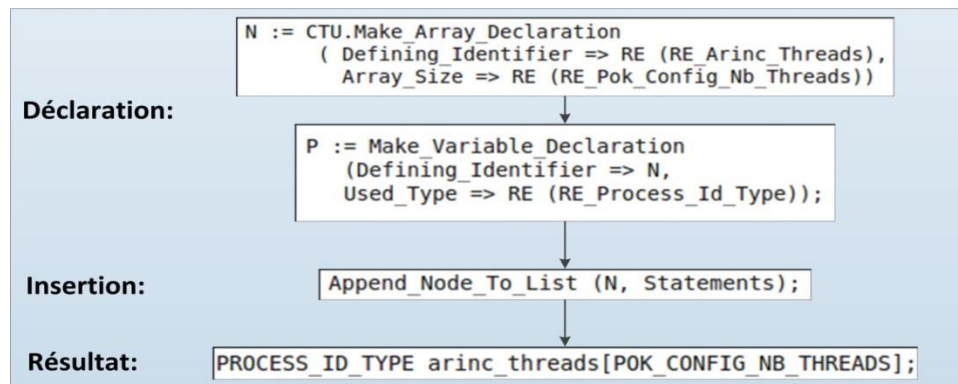 N := CTU.Make_Array_Declaration
( Defining_Identifier => RE (RE_Arinc_Threads),
Array_Size => RE (RE_Pok_Config_Nb_Threads))
Déclaration:
P := Make_Variable_Declaration
(Defining_Identifier => N,
Used_Type => RE (RE_Process_Id_Type));
Insertion:
Append_Node_To_List (N, Statements);
Résultat:
PROCESS_ID_TYPE arinc_threads[POK_CONFIG_NB_THREADS];